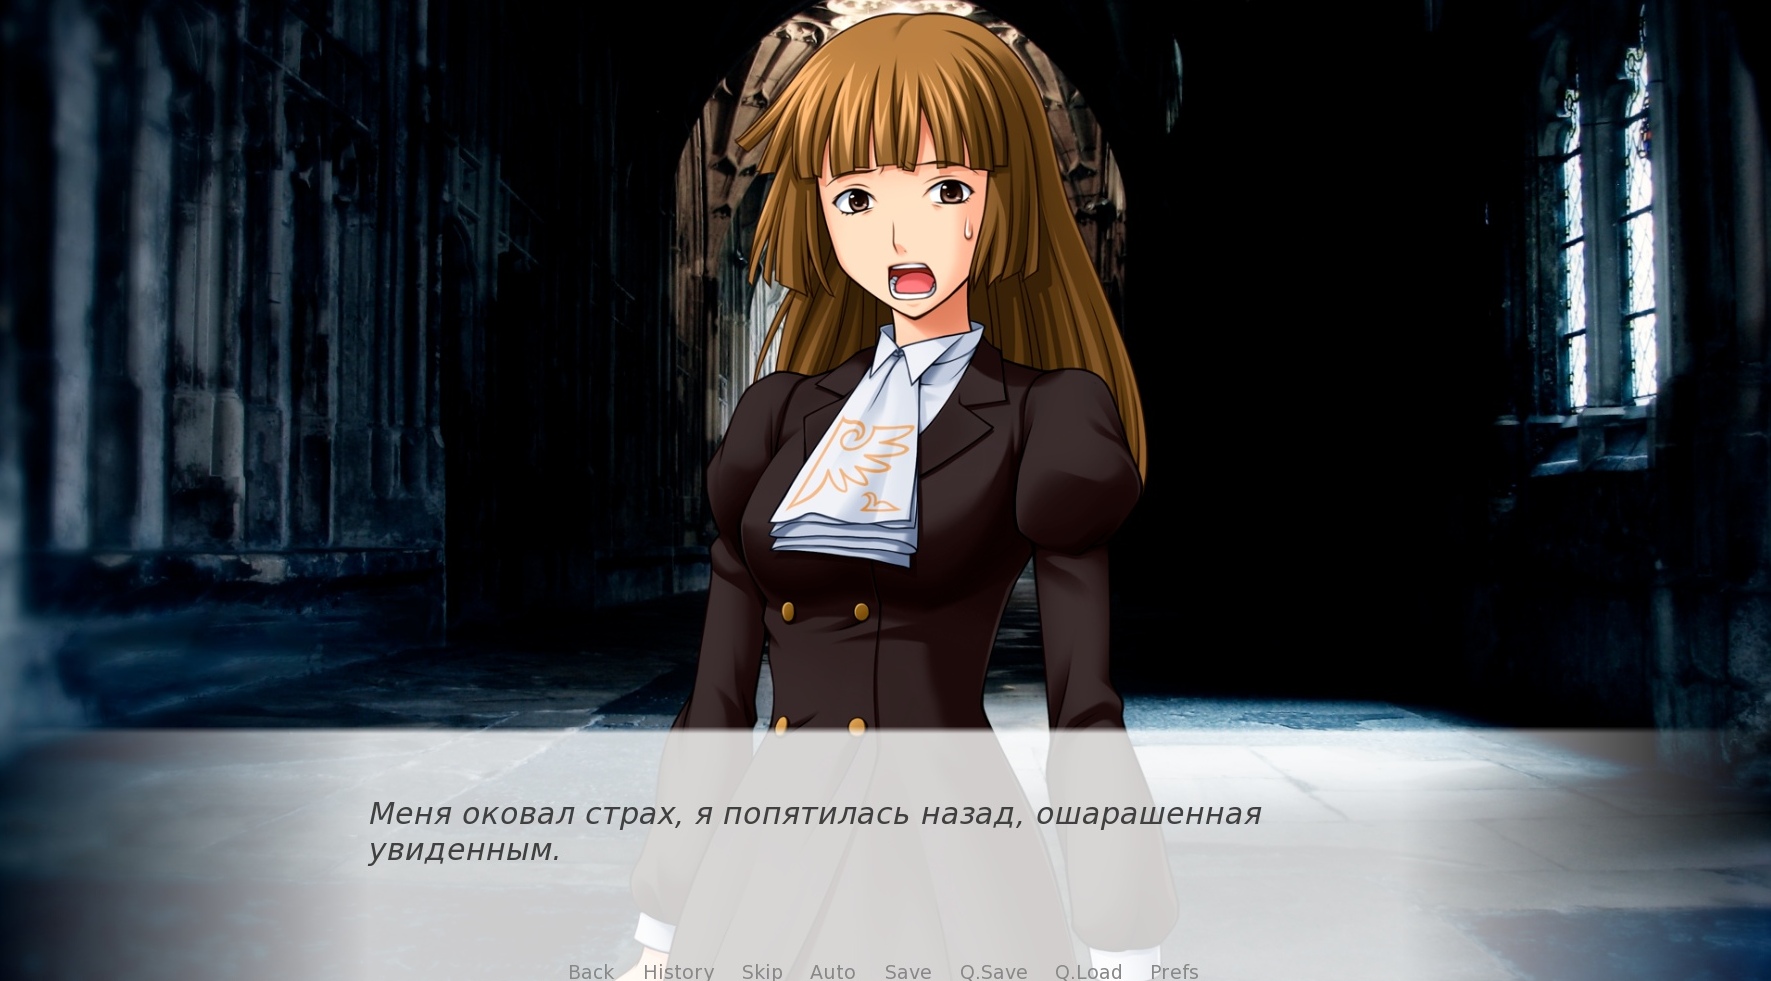 Меня оковал страх, я попятилась назад, ошарашенная
увиденным.
Back History Skip Auto Save Q.Save Q.Load Prefs